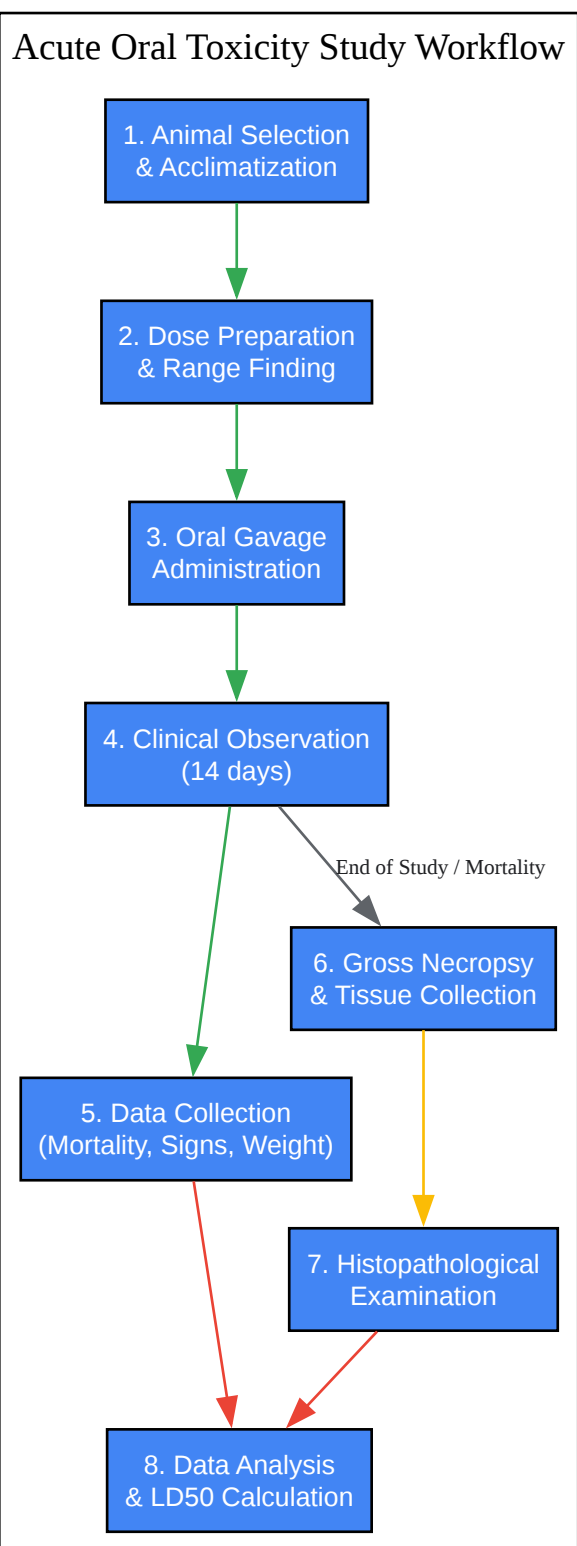 Acute Oral Toxicity Study Workflow
1. Animal Selection
& Acclimatization
2. Dose Preparation
& Range Finding
3. Oral Gavage
Administration
4. Clinical Observation
(14 days)
End of Study / Mortality
6. Gross Necropsy
& Tissue Collection
5. Data Collection
(Mortality, Signs, Weight)
7. Histopathological
Examination
8. Data Analysis
& LD50 Calculation